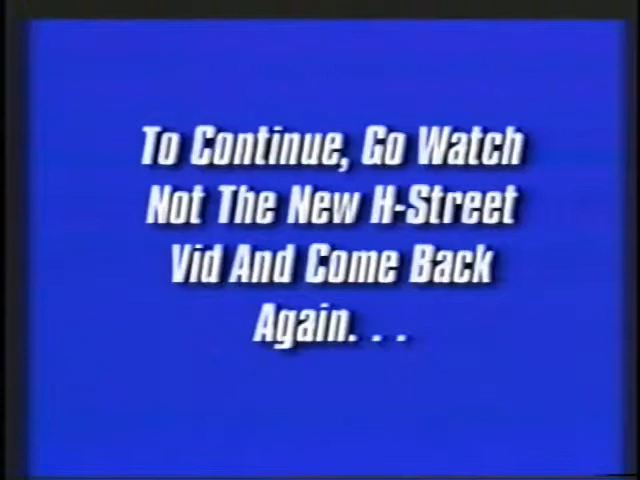 To Continue, Go Watch
Not The New H-Street
Vid And Come Back
Again. . .